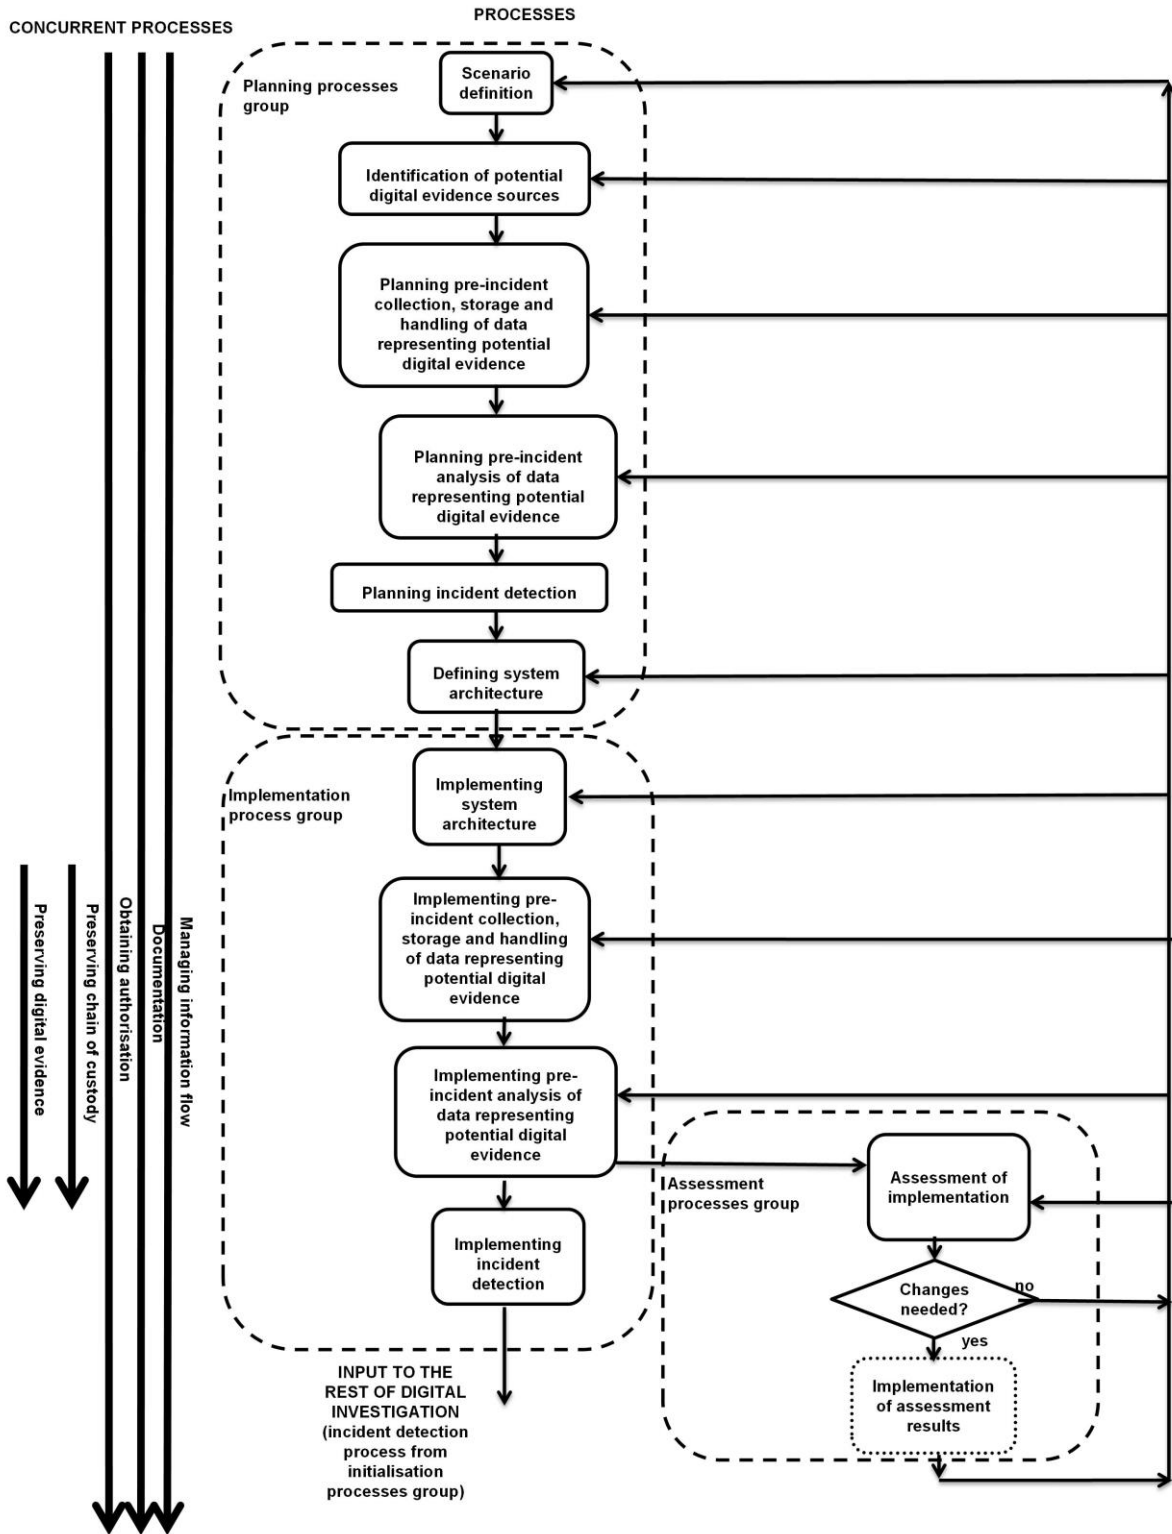 CONCURRENT PROCESSES
PROCESSES
Planning processes
group
Scenario
definition
Identification of potential
digital evidence sources
Planning pre-incident
collection, storage and
handling of data
representing potential
digital evidence
Planning pre-incident
analysis of data
representing potential
digital evidence
Planning incident detection
Defining system
architecture
Implementation
process group
Implementing
system
architecture
Implementing pre-
incident collection,
storage and handling
of data representing
potential digital
evidence
Implementing pre-
incident analysis of
data representing
potential digital
evidence
Implementing
incident
detection
INPUT TO THE
REST OF DIGITAL
INVESTIGATION
(incident detection
process from
initialisation
processes group)
Preserving digital evidence
Preserving chain of custody
Obtaining authorisation
Documentation
Managing information flow
Assessment
processes group
Assessment of
implementation
Changes
needed?
no
yes
Implementation
of assessment
results